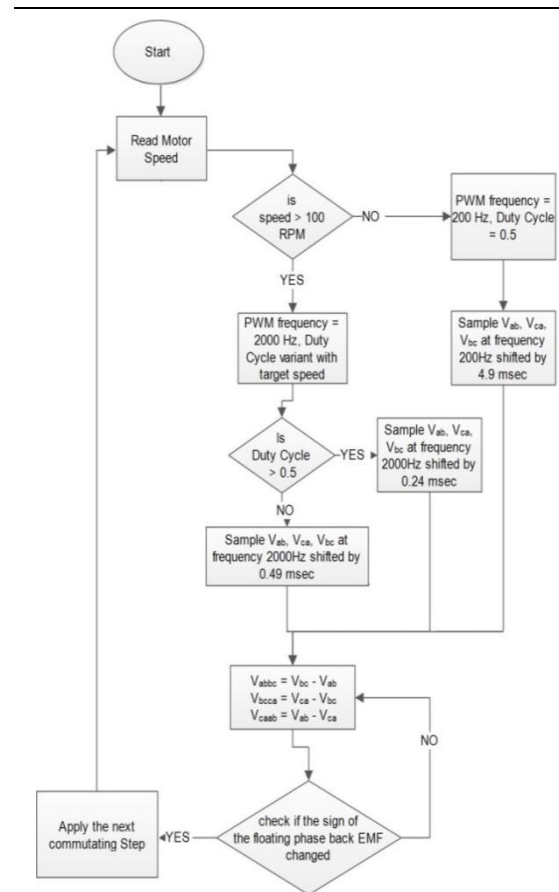 Start
Read Motor
Speed
is
speed > 100
RPM
NO
PWM frequency =
200 Hz, Duty Cycle
= 0.5
YES
PWM frequency =
2000 Hz, Duty
Cycle variant with
target speed
Sample Vab, Vca,
Vbc at frequency
200Hz shifted by
4.9 msec
Is
Duty Cycle
> 0.5
YES
Sample Vab, Vca,
Vbc at frequency
2000Hz shifted by
0.24 msec
NO
Sample Vab, Vca, Vbc at
frequency 2000Hz shifted by
0.49 msec
Vabbc = Vbc - Vab
Vbcca = Vca - Vbc
Vcaab = Vab - Vca
NO
check if the sign of
the floating phase back EMF
changed
YES
Apply the next
commutating Step